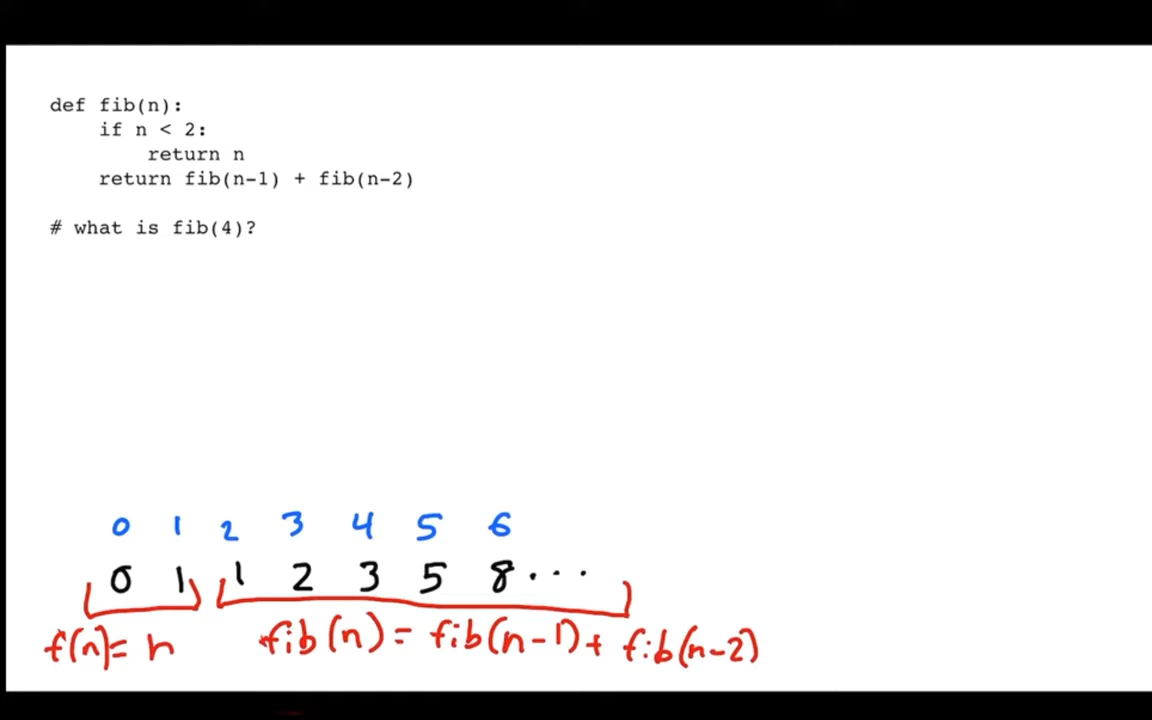 def fib(n):
    if n < 2:
        return n
    return fib(n-1) + fib(n-2)
# what is fib(4)?
0 1 2 3 4 5 6
0 1 1 2 3 5 8...
f(n)= n fib(n)= fib(n-1)+ fib(n-2)